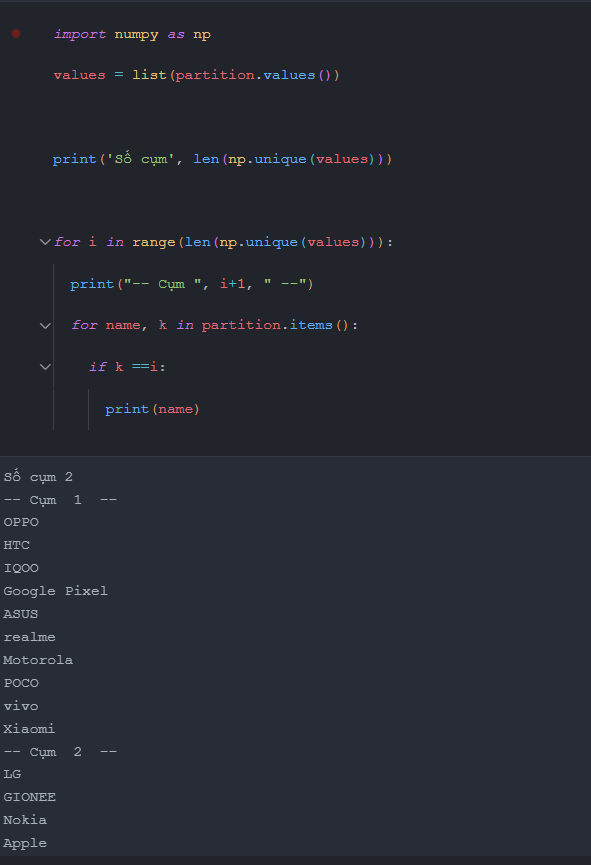 import numpy as np
values = list(partition.values())
print('Số cụm', len(np.unique(values)))
for i in range(len(np.unique(values))):
print("-- Cụm ", i+1, " --")
for name, k in partition.items():
if k ==i:
print(name)
Số cụm 2
-- Cụm  1  --
OPPO
HTC
IQOO
Google Pixel
ASUS
realme
Motorola
POCO
vivo
Xiaomi
-- Cụm  2  --
LG
GIONEE
Nokia
Apple